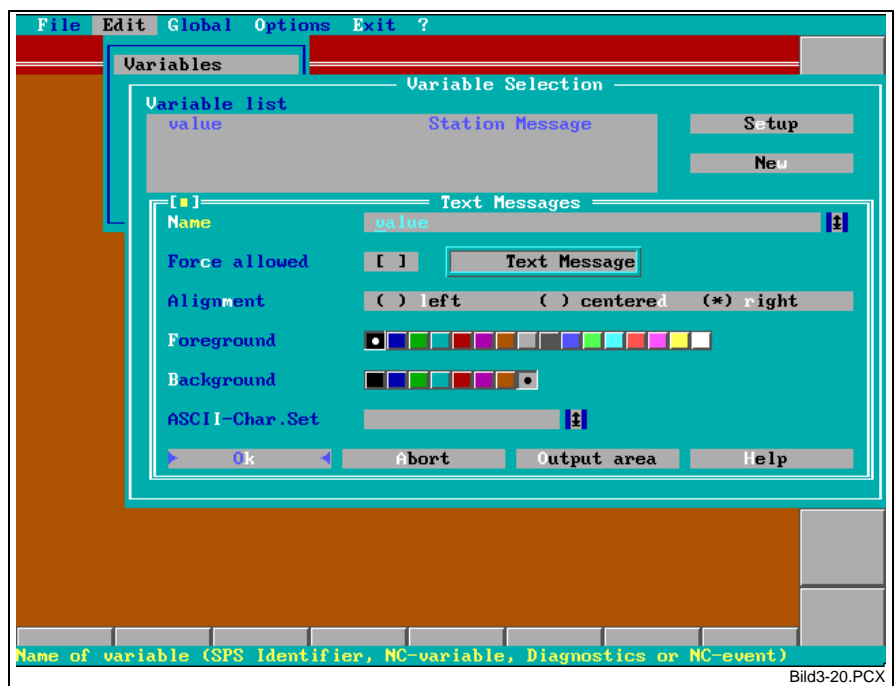 File Edit Global Options Exit ?
Variables
Variable Selection
Variable list
value Station Message
Setup
New
Text Messages
Name value
Force allowed [ ] Text Message
Alignment ( ) left ( ) centered (*) right
Foreground
Background
ASCII-Char.Set
Ok Abort Output area Help
Name of variable (SPS Identifier, NC-variable, Diagnostics or NC-event)
Bild3-20.PCX